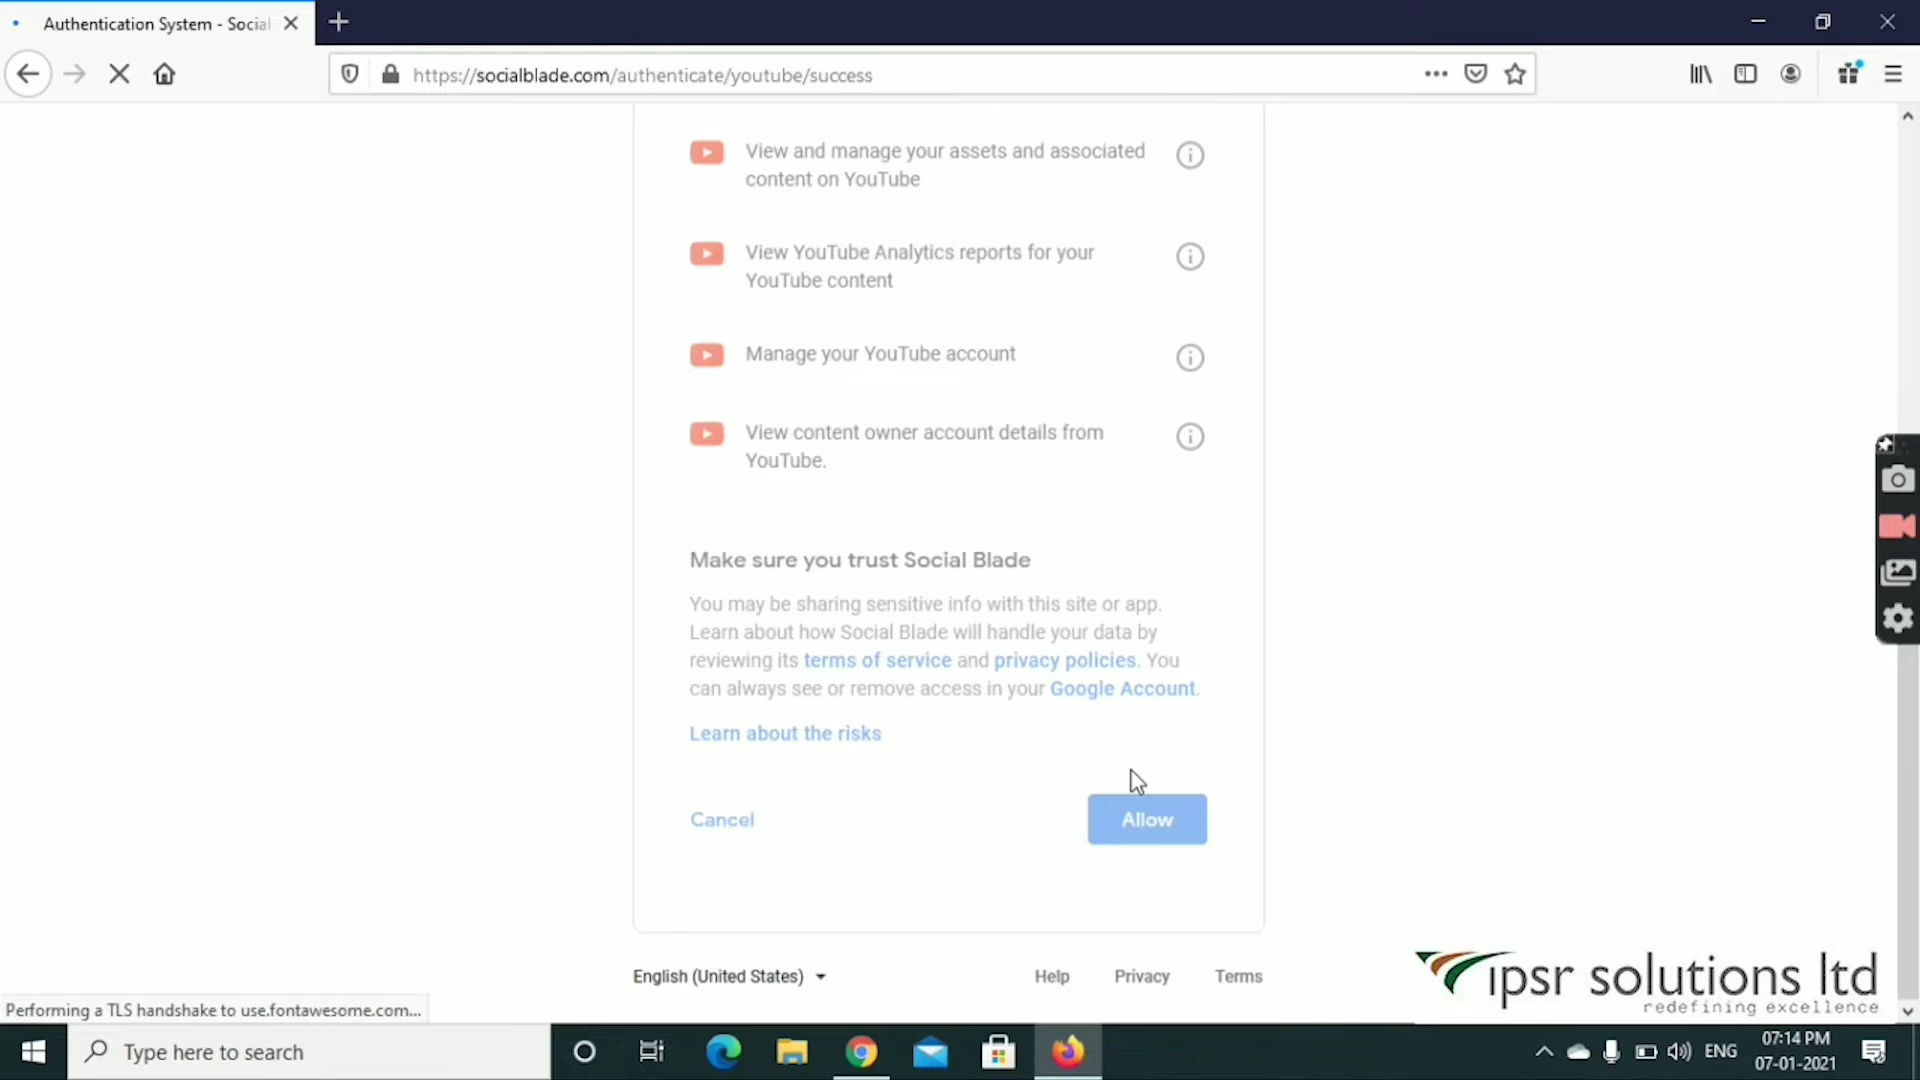 Authentication System - Social
https://socialblade.com/authenticate/youtube/success
View and manage your assets and associated
content on YouTube
View YouTube Analytics reports for your
YouTube content
Manage your YouTube account
View content owner account details from
YouTube.
Make sure you trust Social Blade
You may be sharing sensitive info with this site or app.
Learn about how Social Blade will handle your data by
reviewing its terms of service and privacy policies. You
can always see or remove access in your Google Account.
Learn about the risks
Cancel
Allow
English (United States)
Help
Privacy
Terms
ipsr solutions ltd
redefining excellence
Performing a TLS handshake to use.fontawesome.com...
Type here to search
ENG
07:14 PM
07-01-2021